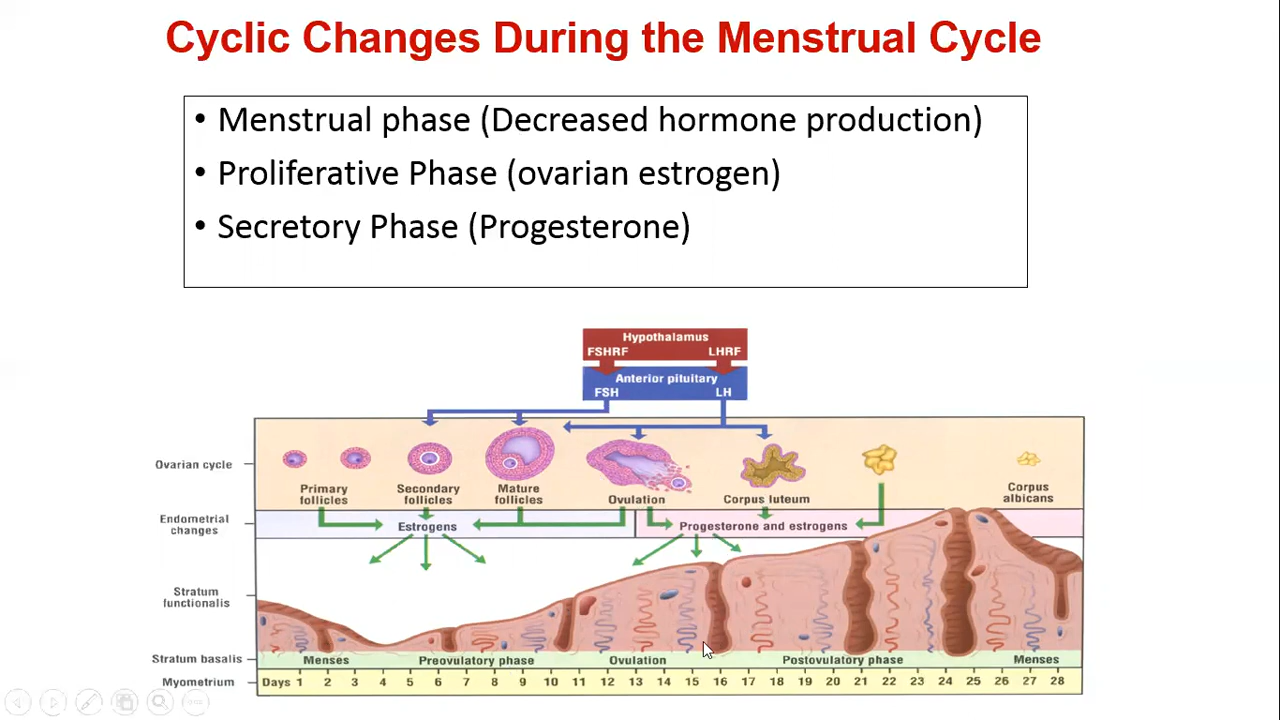 Cyclic Changes During the Menstrual Cycle
• Menstrual phase (Decreased hormone production)
• Proliferative Phase (ovarian estrogen)
• Secretory Phase (Progesterone)
Hypothalamus
FSHRF LHRF
Anterior pituitary
FSH LH
Ovarian cycle
Primary follicles
Secondary follicles
Mature follicles
Ovulation
Corpus luteum
Corpus albicans
Endometrial changes
Estrogens
Progesterone and estrogens
Stratum functionalis
Stratum basalis
Menses Preovulatory phase Ovulation Postovulatory phase Menses
Myometrium
Days 1 2 3 4 5 6 7 8 9 10 11 12 13 14 15 16 17 18 19 20 21 22 23 24 25 26 27 28